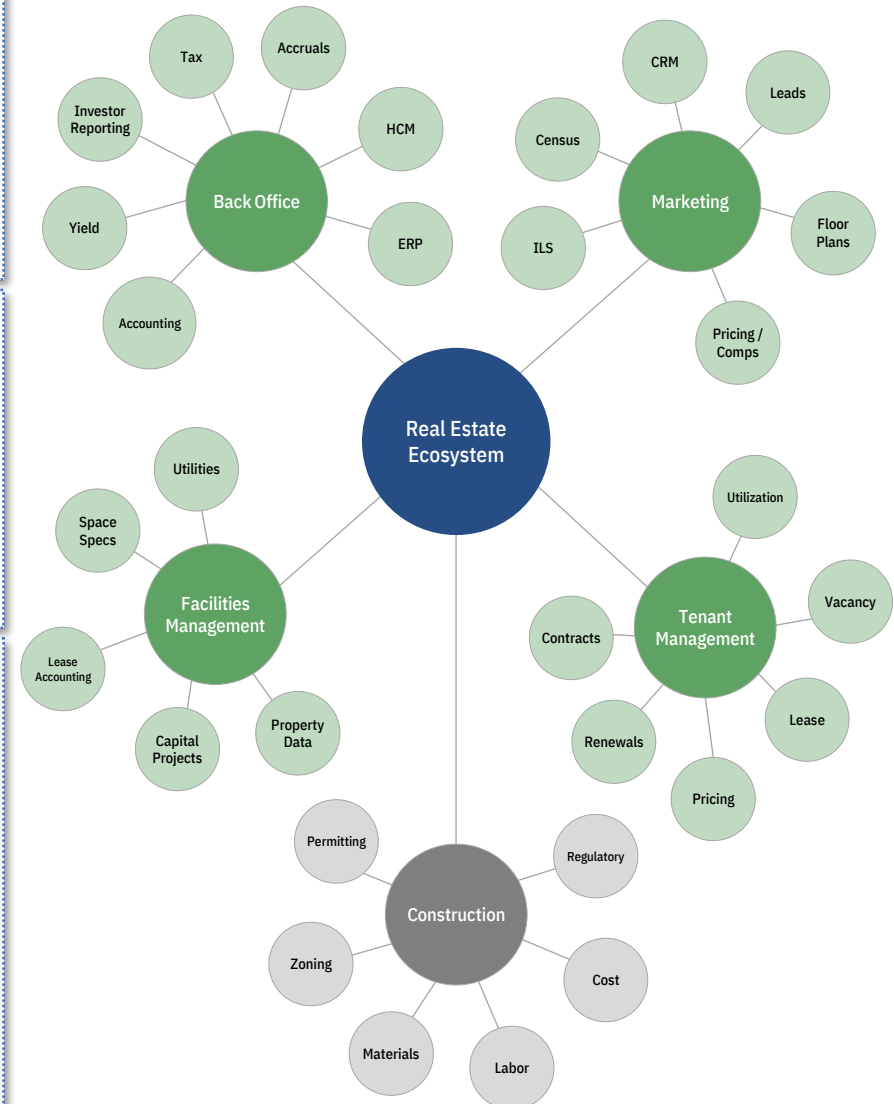 Tax
Accruals
Investor
Reporting
HCM
Back Office
Yield
ERP
Accounting
CRM
Leads
Census
Marketing
ILS
Floor
Plans
Pricing /
Comps
Real Estate
Ecosystem
Utilities
Space
Specs
Facilities
Management
Lease
Accounting
Capital
Projects
Property
Data
Utilization
Vacancy
Tenant
Management
Contracts
Lease
Renewals
Pricing
Permitting
Regulatory
Construction
Zoning
Cost
Materials
Labor